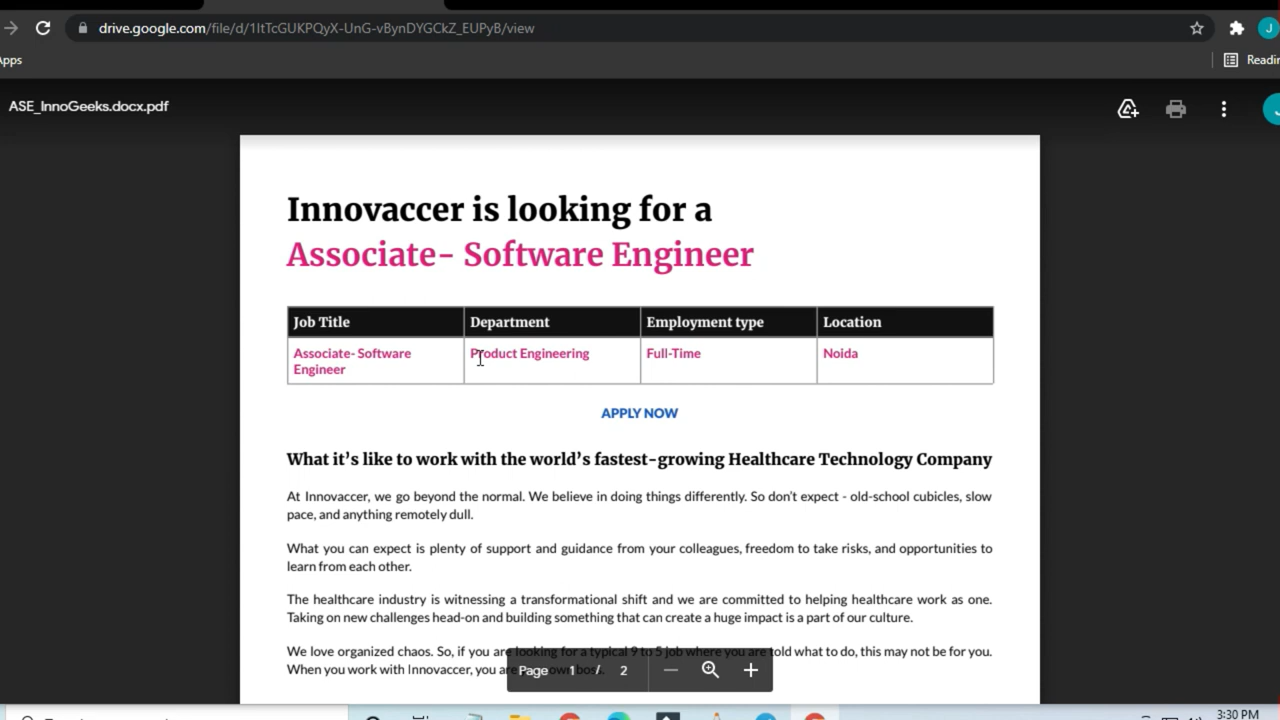 drive.google.com/file/d/1ItTcGUKPQyX-UnG-vBynDYGCkZ_EUPyB/view
J
Apps
Readin
ASE_InnoGeeks.docx.pdf
Innovaccer is looking for a
Associate- Software Engineer
Job Title Department Employment type Location
Associate- Software Engineer Product Engineering Full-Time Noida
APPLY NOW
What it's like to work with the world's fastest-growing Healthcare Technology Company
At Innovaccer, we go beyond the normal. We believe in doing things differently. So don't expect - old-school cubicles, slow
pace, and anything remotely dull.
What you can expect is plenty of support and guidance from your colleagues, freedom to take risks, and opportunities to
learn from each other.
The healthcare industry is witnessing a transformational shift and we are committed to helping healthcare work as one.
Taking on new challenges head-on and building something that can create a huge impact is a part of our culture.
We love organized chaos. So, if you are looking for a typical 9 to 5 job where you are told what to do, this may not be for you.
When you work with Innovaccer, you are own boss.
Page 1 / 2
3:30 PM